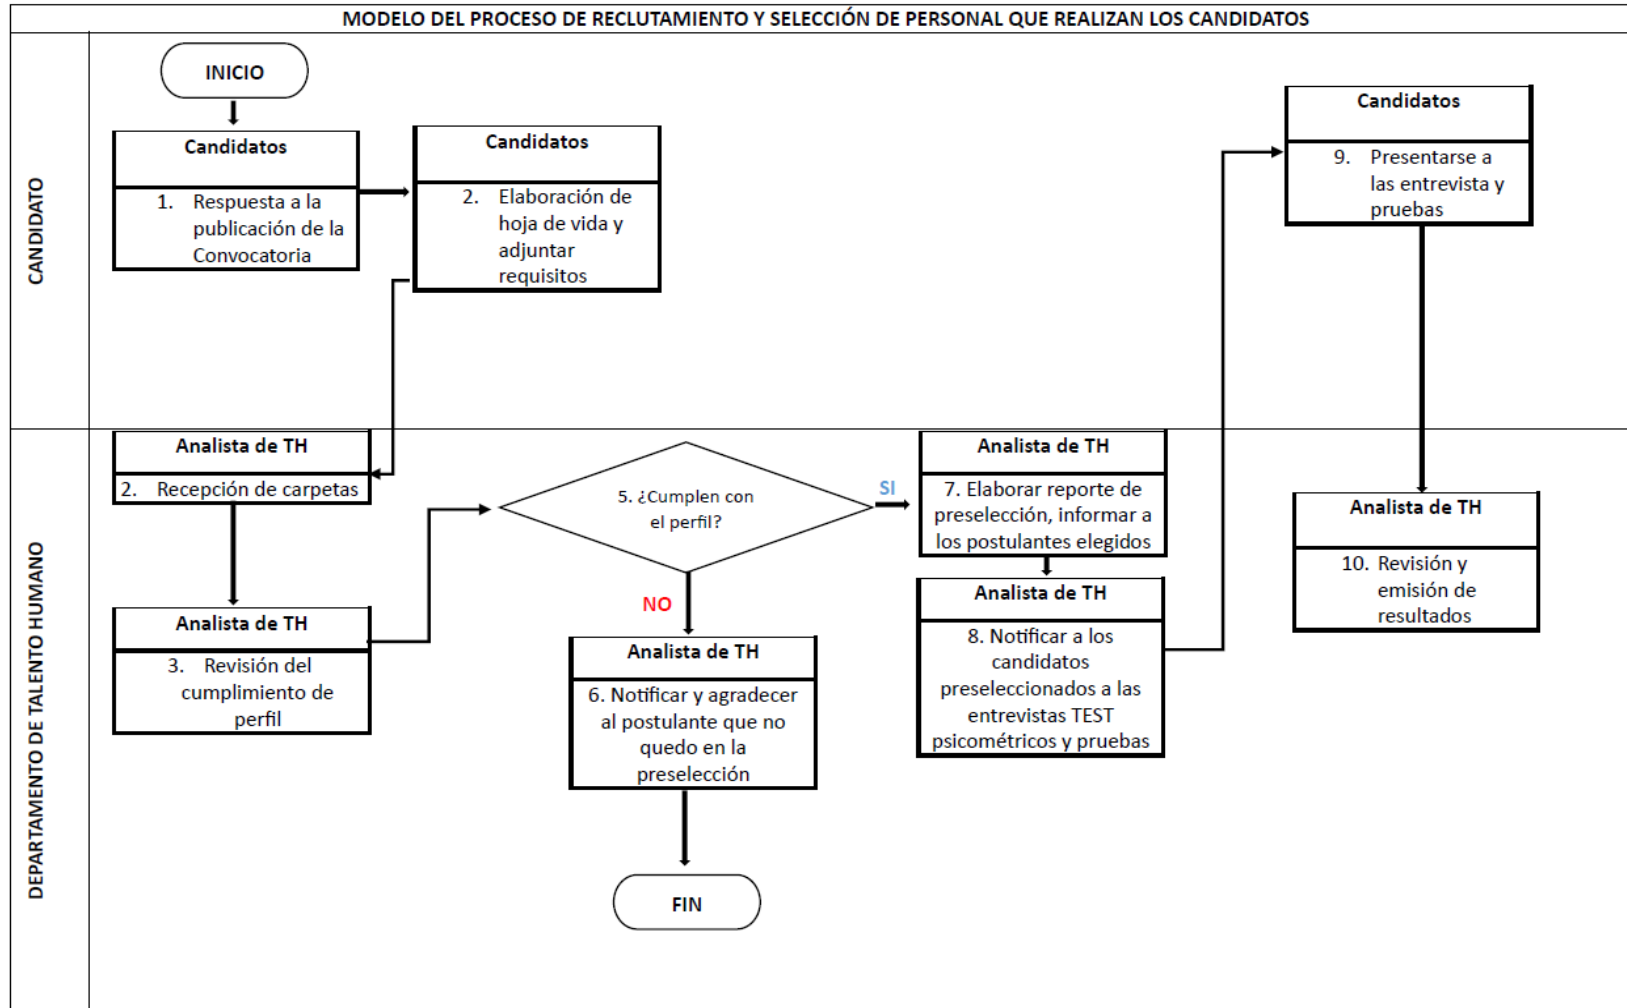 MODELO DEL PROCESO DE RECLUTAMIENTO Y SELECCIÓN DE PERSONAL QUE REALIZAN LOS CANDIDATOS
CANDIDATO
INICIO
Candidatos
1. Respuesta a la
publicación de la
Convocatoria
Candidatos
2. Elaboración de
hoja de vida y
adjuntar
requisitos
Candidatos
9. Presentarse a
las entrevista y
pruebas
DEPARTAMENTO DE TALENTO HUMANO
Analista de TH
2. Recepción de carpetas
Analista de TH
3. Revisión del
cumplimiento de
perfil
5. ¿Cumplen con
el perfil?
SI
NO
Analista de TH
6. Notificar y agradecer
al postulante que no
quedo en la
preselección
FIN
Analista de TH
7. Elaborar reporte de
preselección, informar a
los postulantes elegidos
Analista de TH
8. Notificar a los
candidatos
preseleccionados a las
entrevistas TEST
psicométricos y pruebas
Analista de TH
10. Revisión y
emisión de
resultados